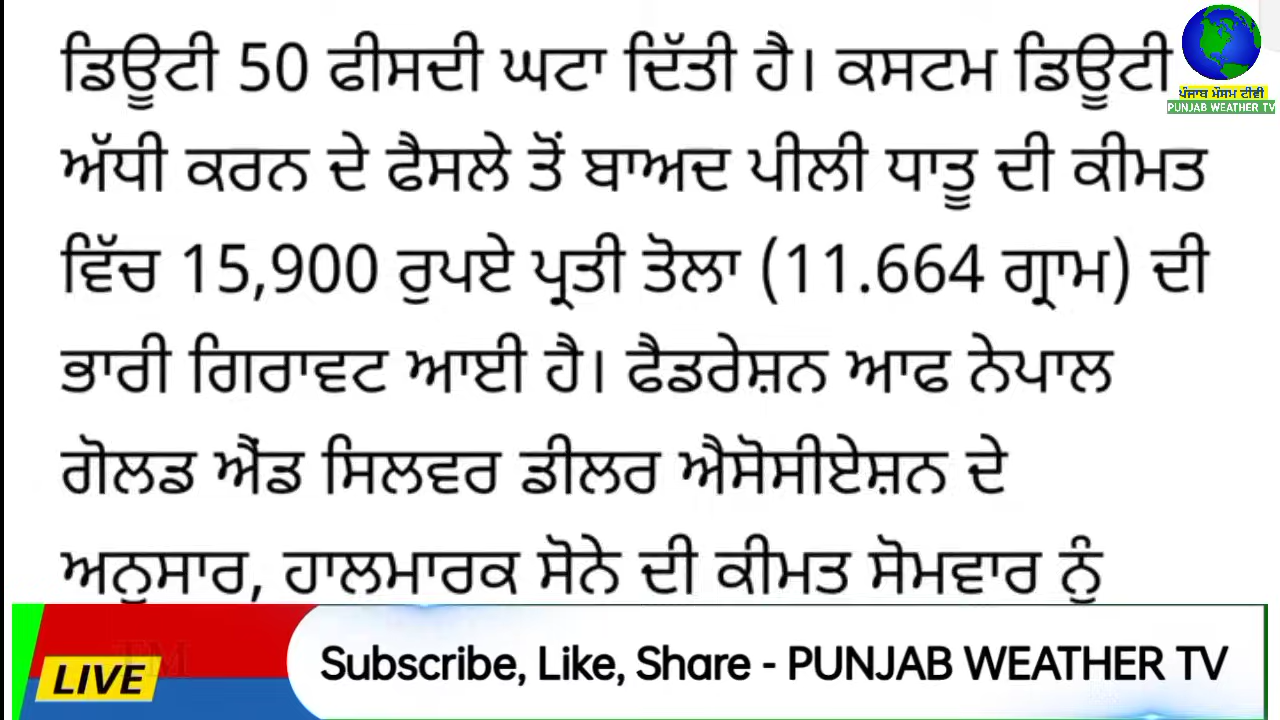 ਡਿਊਟੀ 50 ਫੀਸਦੀ ਘਟਾ ਦਿੱਤੀ ਹੈ। ਕਸਟਮ ਡਿਊਟੀ
ਪੰਜਾਬ ਮੌਸਮ ਟੀਵੀ
PUNJAB WEATHER TV
ਅੱਧੀ ਕਰਨ ਦੇ ਫੈਸਲੇ ਤੋਂ ਬਾਅਦ ਪੀਲੀ ਧਾਤੂ ਦੀ ਕੀਮਤ
ਵਿੱਚ 15,900 ਰੁਪਏ ਪ੍ਰਤੀ ਤੋਲਾ (11.664 ਗ੍ਰਾਮ) ਦੀ
ਭਾਰੀ ਗਿਰਾਵਟ ਆਈ ਹੈ। ਫੈਡਰੇਸ਼ਨ ਆਫ ਨੇਪਾਲ
ਗੋਲਡ ਐਂਡ ਸਿਲਵਰ ਡੀਲਰ ਐਸੋਸੀਏਸ਼ਨ ਦੇ
ਅਨੁਸਾਰ, ਹਾਲਮਾਰਕ ਸੋਨੇ ਦੀ ਕੀਮਤ ਸੋਮਵਾਰ ਨੂੰ
LIVE
Subscribe, Like, Share - PUNJAB WEATHER TV